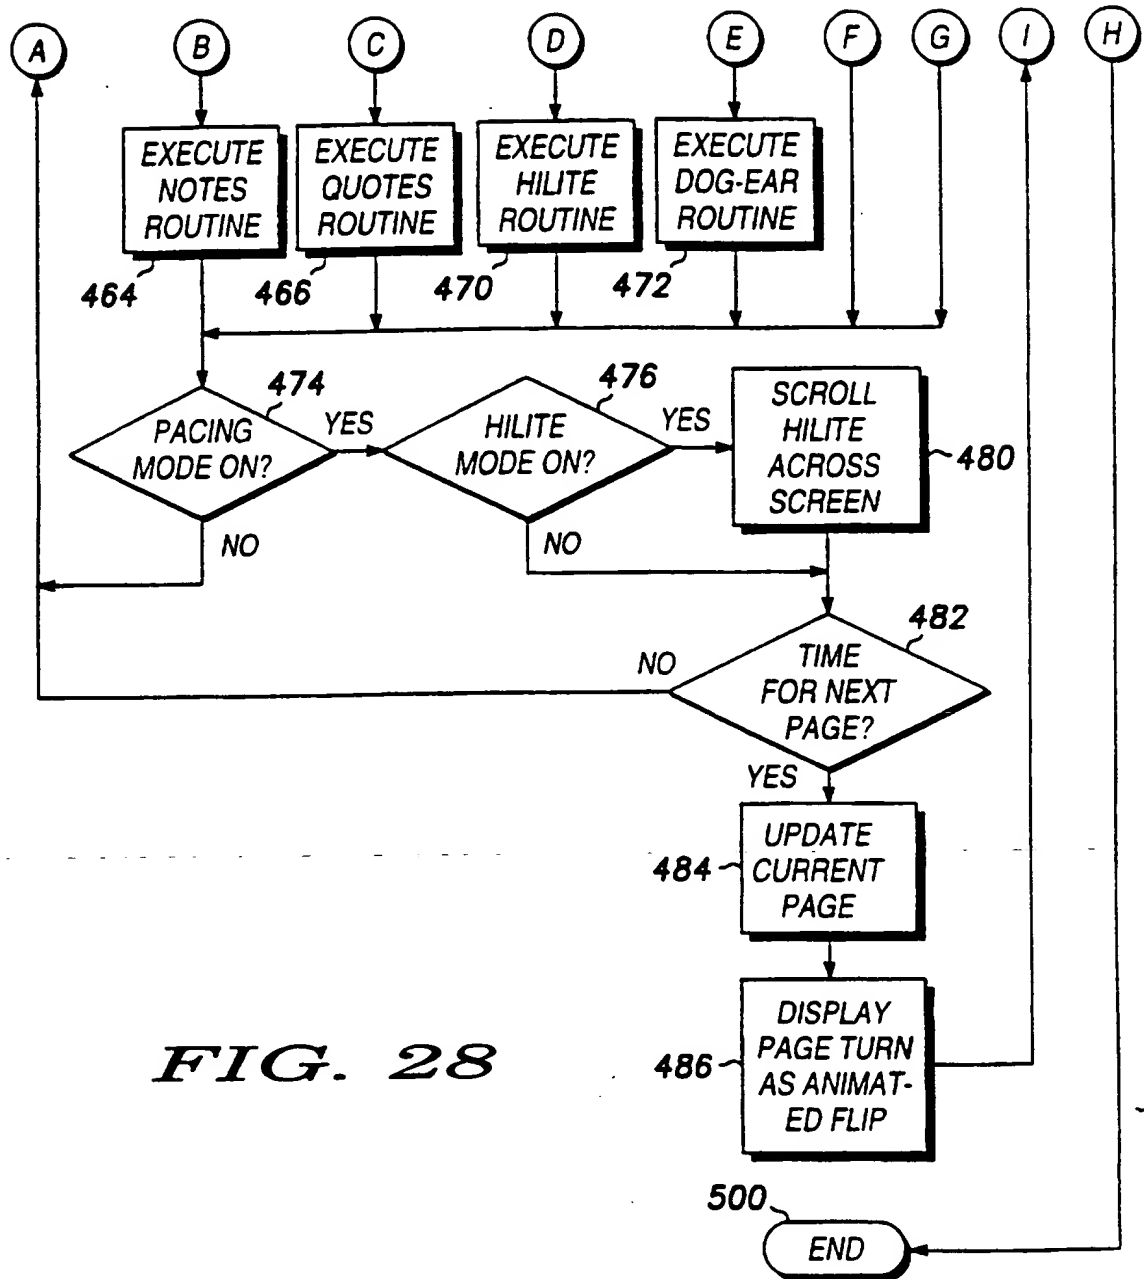 A B C D E F G I H
EXECUTE
NOTES
ROUTINE
464
EXECUTE
QUOTES
ROUTINE
466
EXECUTE
HILITE
ROUTINE
470
EXECUTE
DOG-EAR
ROUTINE
472
474
PACING
MODE ON?
YES
NO
476
HILITE
MODE ON?
YES
NO
SCROLL
HILITE
ACROSS
SCREEN
480
482
TIME
FOR NEXT
PAGE?
NO
YES
484
UPDATE
CURRENT
PAGE
486
DISPLAY
PAGE TURN
AS ANIMAT-
ED FLIP
FIG. 28
500
END